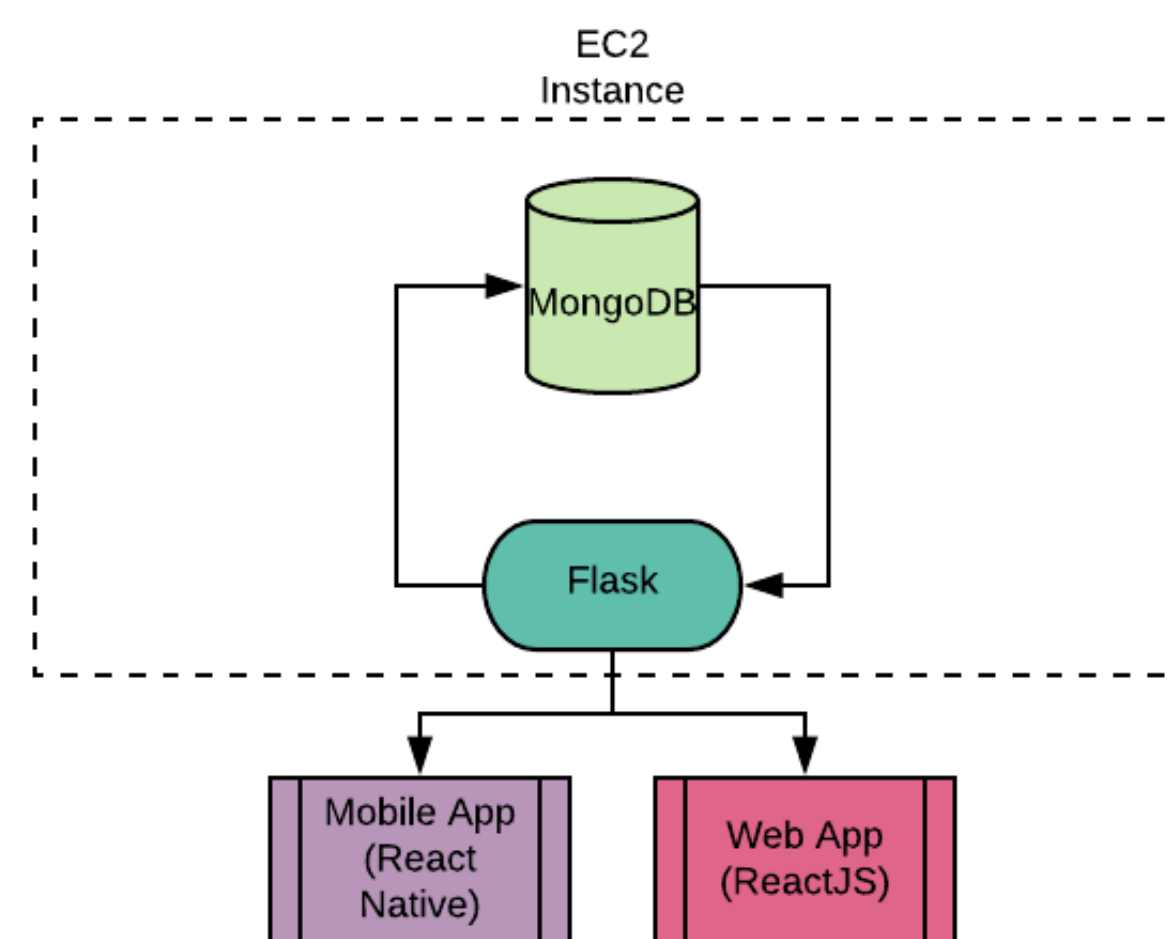 EC2
Instance
MongoDB
Flask
Mobile App
(React
Native)
Web App
(ReactJS)